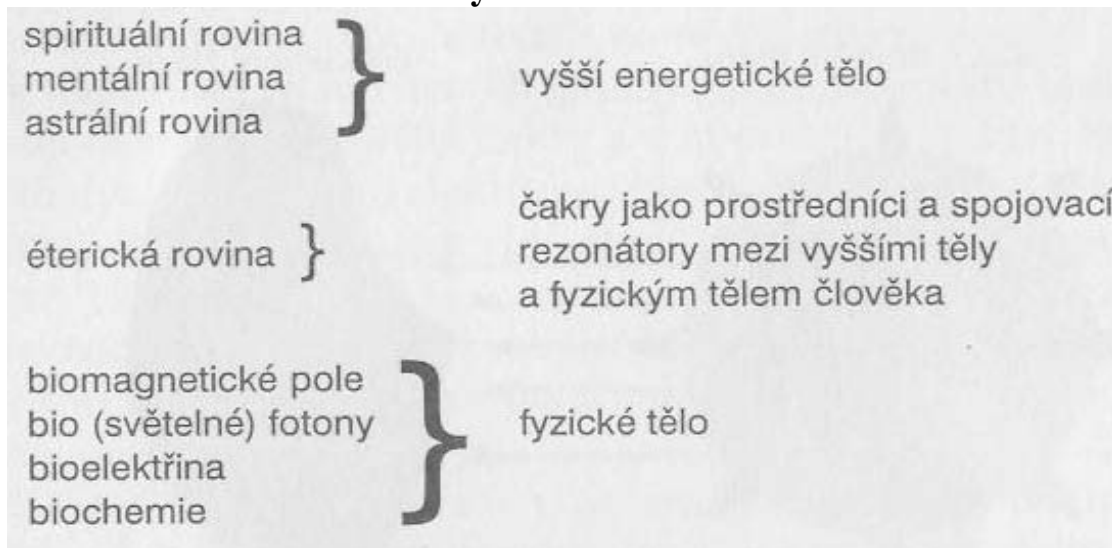 spirituální rovina
mentální rovina
astrální rovina
vyšší energetické tělo
éterická rovina
čakry jako prostředníci a spojovací
rezonátory mezi vyššími těly
a fyzickým tělem člověka
biomagnetické pole
bio (světelné) fotony
bioelektřina
biochemie
fyzické tělo